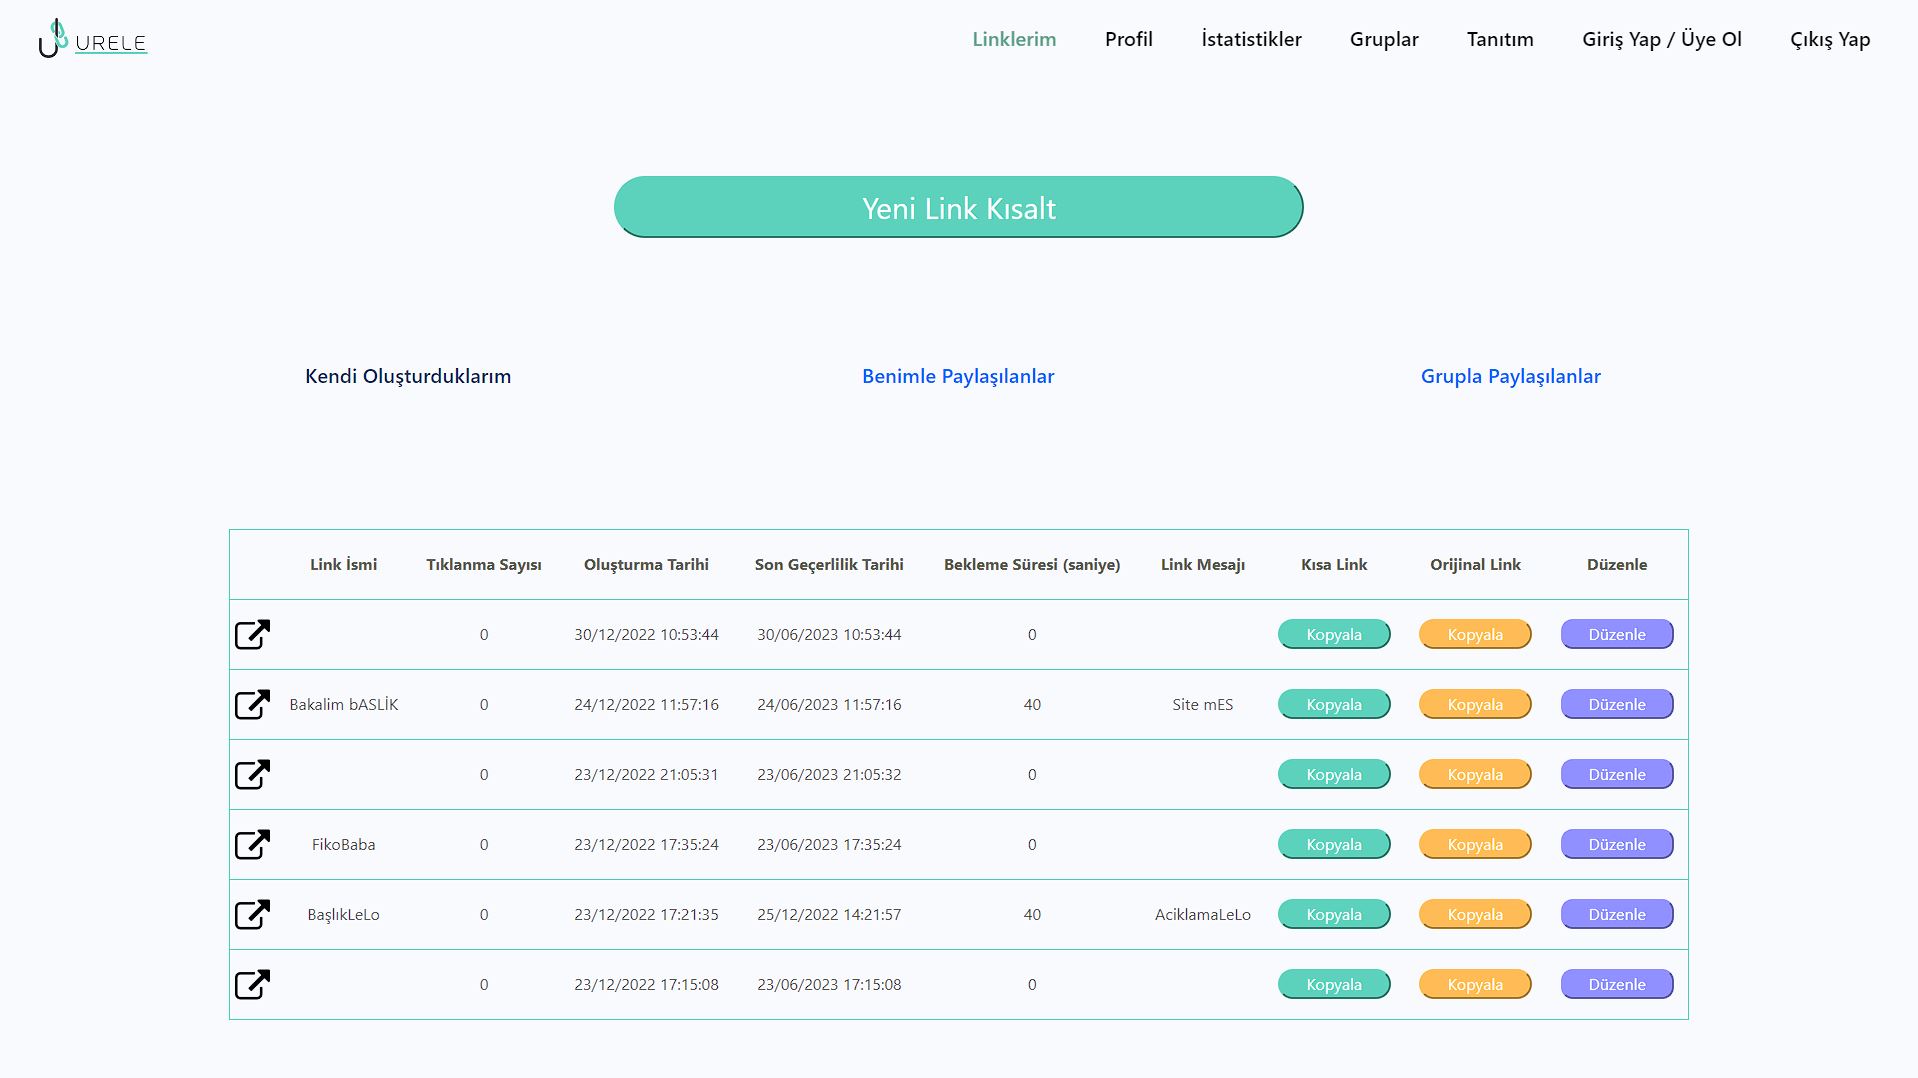 URELE
Linklerim Profil İstatistikler Gruplar Tanıtım Giriş Yap / Üye Ol Çıkış Yap
Yeni Link Kısalt
Kendi Oluşturduklarım Benimle Paylaşılanlar Grupla Paylaşılanlar
Link İsmi Tıklanma Sayısı Oluşturma Tarihi Son Geçerlilik Tarihi Bekleme Süresi (saniye) Link Mesajı Kısa Link Orijinal Link Düzenle
0 30/12/2022 10:53:44 30/06/2023 10:53:44 0 Kopyala Kopyala Düzenle
Bakalim bASLİK 0 24/12/2022 11:57:16 24/06/2023 11:57:16 40 Site mES Kopyala Kopyala Düzenle
0 23/12/2022 21:05:31 23/06/2023 21:05:32 0 Kopyala Kopyala Düzenle
FikoBaba 0 23/12/2022 17:35:24 23/06/2023 17:35:24 0 Kopyala Kopyala Düzenle
BaşlıkLeLo 0 23/12/2022 17:21:35 25/12/2022 14:21:57 40 AciklamaLeLo Kopyala Kopyala Düzenle
0 23/12/2022 17:15:08 23/06/2023 17:15:08 0 Kopyala Kopyala Düzenle